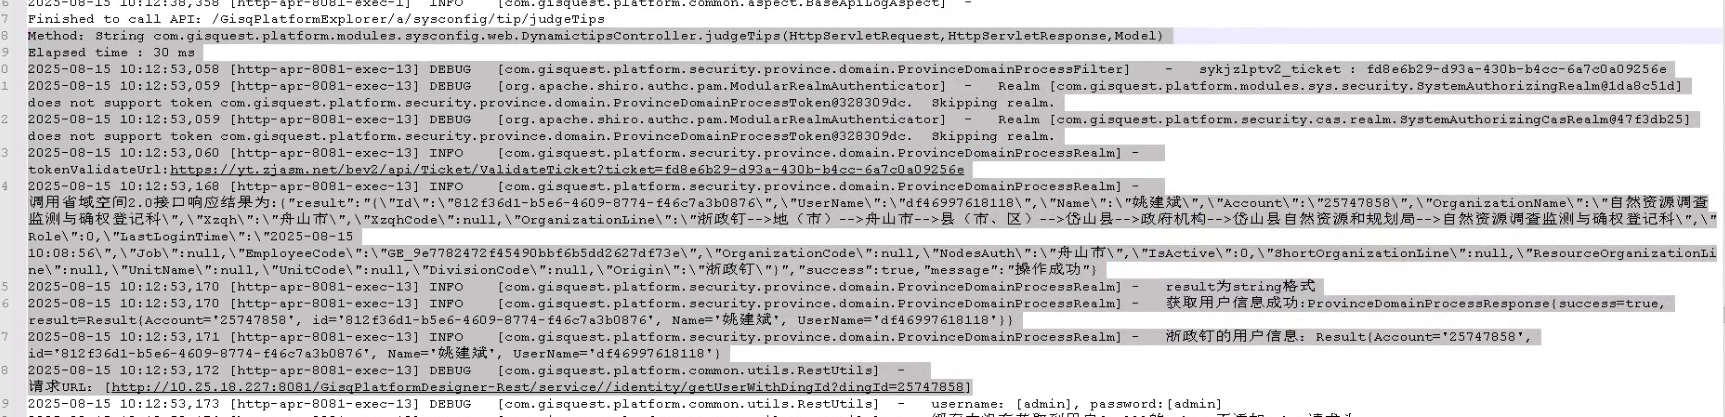 2025-08-15 10:12:38,358 [http-apr-8081-exec-1] INFO [com.gisquest.platform.common.aspect.BaseApiLogAspect] -
7 Finished to call API: /GisqPlatformExplorer/a/sysconfig/tip/judgeTips
8 Method: String com.gisquest.platform.modules.sysconfig.web.DynamictipsController.judgeTips(HttpServletRequest,HttpServletResponse,Model)
9 Elapsed time : 30 ms
0 2025-08-15 10:12:53,058 [http-apr-8081-exec-13] DEBUG [com.gisquest.platform.security.province.domain.ProvinceDomainProcessFilter] - sykjzlptv2_ticket : fd8e6b29-d93a-430b-b4cc-6a7c0a09256e
1 2025-08-15 10:12:53,059 [http-apr-8081-exec-13] DEBUG [org.apache.shiro.authc.pam.ModularRealmAuthenticator] - Realm [com.gisquest.platform.modules.sys.security.SystemAuthorizingRealm@1da8c51d]
does not support token com.gisquest.platform.security.province.domain.ProvinceDomainProcessToken@328309dc. Skipping realm.
2 2025-08-15 10:12:53,059 [http-apr-8081-exec-13] DEBUG [org.apache.shiro.authc.pam.ModularRealmAuthenticator] - Realm [com.gisquest.platform.security.cas.realm.SystemAuthorizingCasRealm@47f3db25]
does not support token com.gisquest.platform.security.province.domain.ProvinceDomainProcessToken@328309dc. Skipping realm.
3 2025-08-15 10:12:53,060 [http-apr-8081-exec-13] INFO [com.gisquest.platform.security.province.domain.ProvinceDomainProcessRealm] -
tokenValidateUrl:https://yt.zjasm.net/bev2/api/Ticket/ValidateTicket?ticket=fd8e6b29-d93a-430b-b4cc-6a7c0a09256e
4 2025-08-15 10:12:53,168 [http-apr-8081-exec-13] INFO [com.gisquest.platform.security.province.domain.ProvinceDomainProcessRealm] -
调用省域空间2.0接口响应结果为:{"result":"{\"Id\":\"812f36d1-b5e6-4609-8774-f46c7a3b0876\",\"UserName\":\"df46997618118\",\"Name\":\"姚建斌\",\"Account\":\"25747858\",\"OrganizationName\":\"自然资源调查
监测与确权登记科\",\"Xzqh\":\"舟山市\",\"XzqhCode\":null,\"OrganizationLine\":\"浙政钉-->地（市）-->舟山市-->县（市、区）-->岱山县-->政府机构-->岱山县自然资源和规划局-->自然资源调查监测与确权登记科\",\"
Role\":0,\"LastLoginTime\":\"2025-08-15
10:08:56\",\"Job\":null,\"EmployeeCode\":\"GE_9e7782472f45490bbf6b5dd2627df73e\",\"OrganizationCode\":null,\"NodesAuth\":\"舟山市\",\"IsActive\":0,\"ShortOrganizationLine\":null,\"ResourceOrganizationLi
ne\":null,\"UnitName\":null,\"UnitCode\":null,\"DivisionCode\":null,\"Origin\":\"浙政钉\"}","success":true,"message":"操作成功"}
5 2025-08-15 10:12:53,170 [http-apr-8081-exec-13] INFO [com.gisquest.platform.security.province.domain.ProvinceDomainProcessRealm] - result为string格式
6 2025-08-15 10:12:53,170 [http-apr-8081-exec-13] INFO [com.gisquest.platform.security.province.domain.ProvinceDomainProcessRealm] - 获取用户信息成功:ProvinceDomainProcessResponse{success=true,
result=Result{Account='25747858', id='812f36d1-b5e6-4609-8774-f46c7a3b0876', Name='姚建斌', UserName='df46997618118'}}
7 2025-08-15 10:12:53,171 [http-apr-8081-exec-13] INFO [com.gisquest.platform.security.province.domain.ProvinceDomainProcessRealm] - 浙政钉的用户信息: Result{Account='25747858',
id='812f36d1-b5e6-4609-8774-f46c7a3b0876', Name='姚建斌', UserName='df46997618118'}
8 2025-08-15 10:12:53,172 [http-apr-8081-exec-13] DEBUG [com.gisquest.platform.common.utils.RestUtils] -
请求URL: [http://10.25.18.227:8081/GisqPlatformDesigner-Rest/service//identity/getUserWithDingId?dingId=25747858]
9 2025-08-15 10:12:53,173 [http-apr-8081-exec-13] DEBUG [com.gisquest.platform.common.utils.RestUtils] - username: [admin], password:[admin]